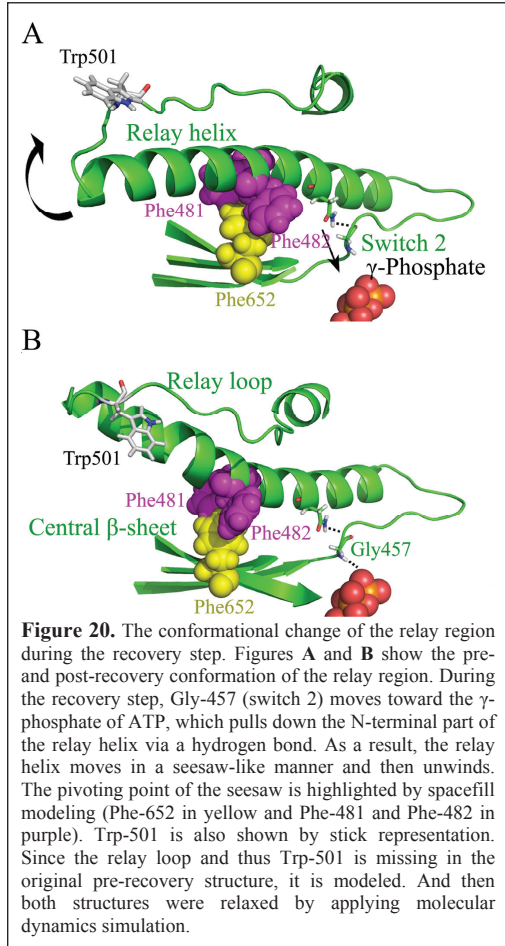 A
Trp501
Relay helix
Phe481
Phe482
Switch 2
γ-Phosphate
Phe652
B
Relay loop
Trp501
Phe481
Central β-sheet
Phe482
Gly457
Phe652
Figure 20. The conformational change of the relay region
during the recovery step. Figures A and B show the pre-
and post-recovery conformation of the relay region. During
the recovery step, Gly-457 (switch 2) moves toward the γ-
phosphate of ATP, which pulls down the N-terminal part of
the relay helix via a hydrogen bond. As a result, the relay
helix moves in a seesaw-like manner and then unwinds.
The pivoting point of the seesaw is highlighted by spacefill
modeling (Phe-652 in yellow and Phe-481 and Phe-482 in
purple). Trp-501 is also shown by stick representation.
Since the relay loop and thus Trp-501 is missing in the
original pre-recovery structure, it is modeled. And then
both structures were relaxed by applying molecular
dynamics simulation.